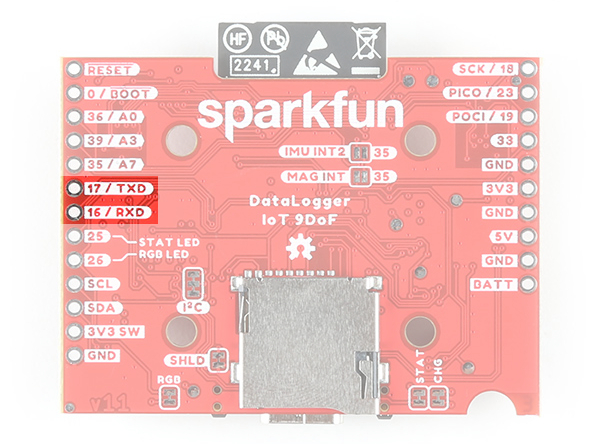 HF
Pb
2241
RESET
0 / BOOT
36 / A0
39 / A3
35 / A7
17 / TXD
16 / RXD
25
STAT LED
26
RGB LED
SCL
SDA
3V3 SW
GND
sparkfun
IMU INT2
35
MAG INT
35
DataLogger
IoT 9DoF
I²C
SHLD
RGB
v11
STAT
CHG
SCK / 18
PICO / 23
POCI / 19
33
GND
3V3
GND
5V
GND
BATT